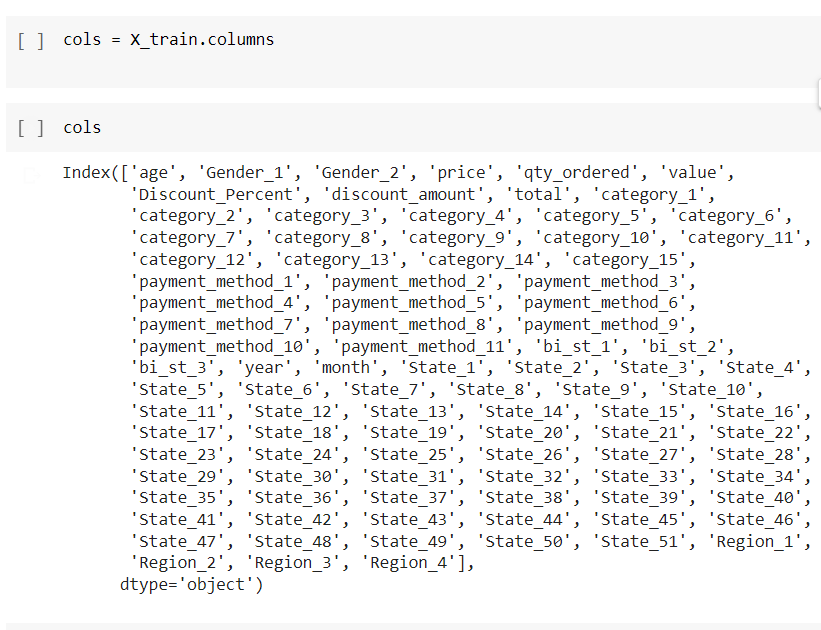 [ ] cols = X_train.columns
[ ] cols
Index(['age', 'Gender_1', 'Gender_2', 'price', 'qty_ordered', 'value',
'Discount_Percent', 'discount_amount', 'total', 'category_1',
'category_2', 'category_3', 'category_4', 'category_5', 'category_6',
'category_7', 'category_8', 'category_9', 'category_10', 'category_11',
'category_12', 'category_13', 'category_14', 'category_15',
'payment_method_1', 'payment_method_2', 'payment_method_3',
'payment_method_4', 'payment_method_5', 'payment_method_6',
'payment_method_7', 'payment_method_8', 'payment_method_9',
'payment_method_10', 'payment_method_11', 'bi_st_1', 'bi_st_2',
'bi_st_3', 'year', 'month', 'State_1', 'State_2', 'State_3', 'State_4',
'State_5', 'State_6', 'State_7', 'State_8', 'State_9', 'State_10',
'State_11', 'State_12', 'State_13', 'State_14', 'State_15', 'State_16',
'State_17', 'State_18', 'State_19', 'State_20', 'State_21', 'State_22',
'State_23', 'State_24', 'State_25', 'State_26', 'State_27', 'State_28',
'State_29', 'State_30', 'State_31', 'State_32', 'State_33', 'State_34',
'State_35', 'State_36', 'State_37', 'State_38', 'State_39', 'State_40',
'State_41', 'State_42', 'State_43', 'State_44', 'State_45', 'State_46',
'State_47', 'State_48', 'State_49', 'State_50', 'State_51', 'Region_1',
'Region_2', 'Region_3', 'Region_4'],
dtype='object')